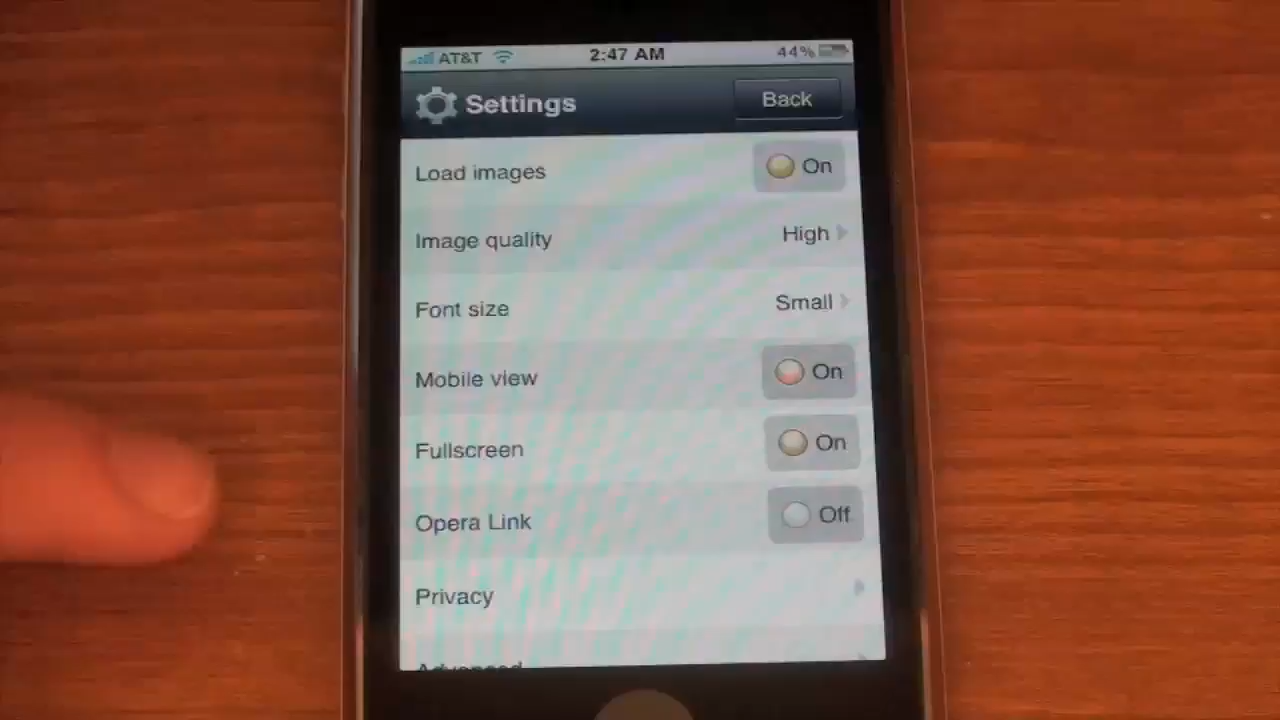 AT&T 2:47 AM 44%
Settings Back
Load images On
Image quality High
Font size Small
Mobile view On
Fullscreen On
Opera Link Off
Privacy
Advanced